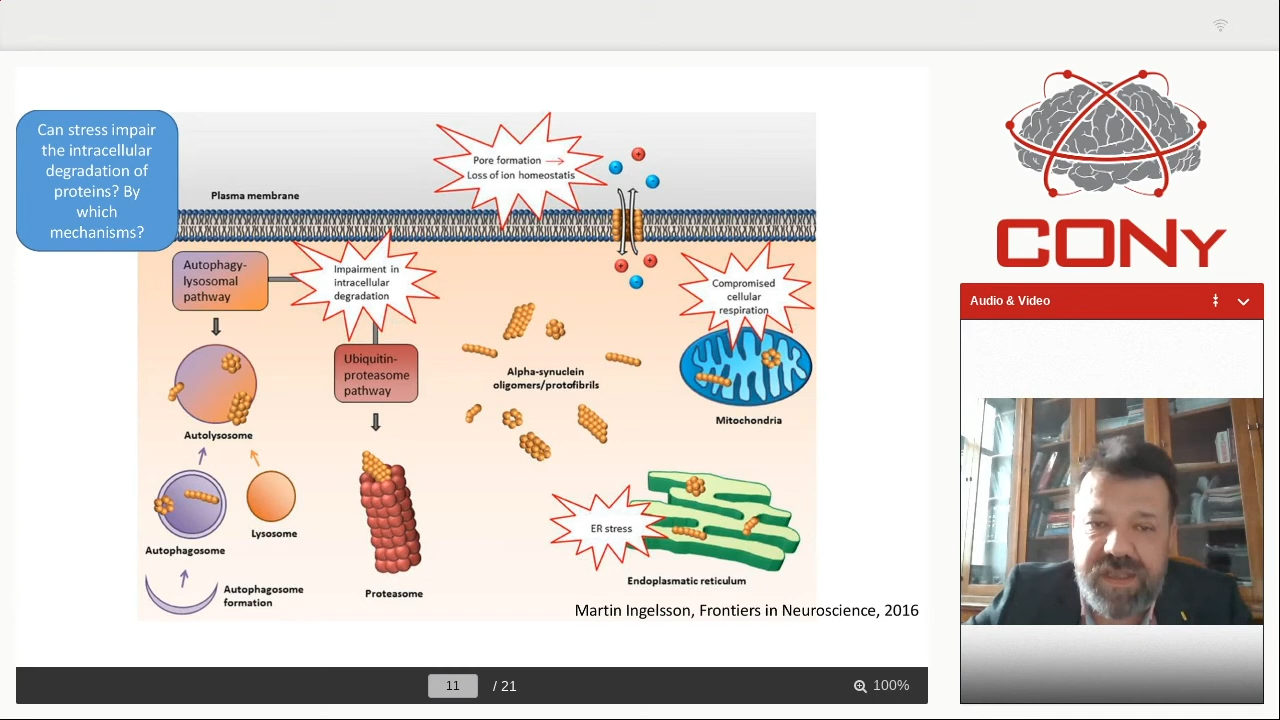 Can stress impair
the intracellular
degradation of
proteins? By
which
mechanisms?
Pore formation →
Loss of ion homeostatis
Plasma membrane
Autophagy-
lysosomal
pathway
Impairment in
intracellular
degradation
Compromised
cellular
respiration
Ubiquitin-
proteasome
pathway
Alpha-synuclein
oligomers/protofibrils
Mitochondria
Autolysosome
Lysosome
Autophagosome
Autophagosome
formation
Proteasome
ER stress
Endoplasmatic reticulum
Martin Ingelsson, Frontiers in Neuroscience, 2016
11 / 21
100%
CONy
Audio & Video